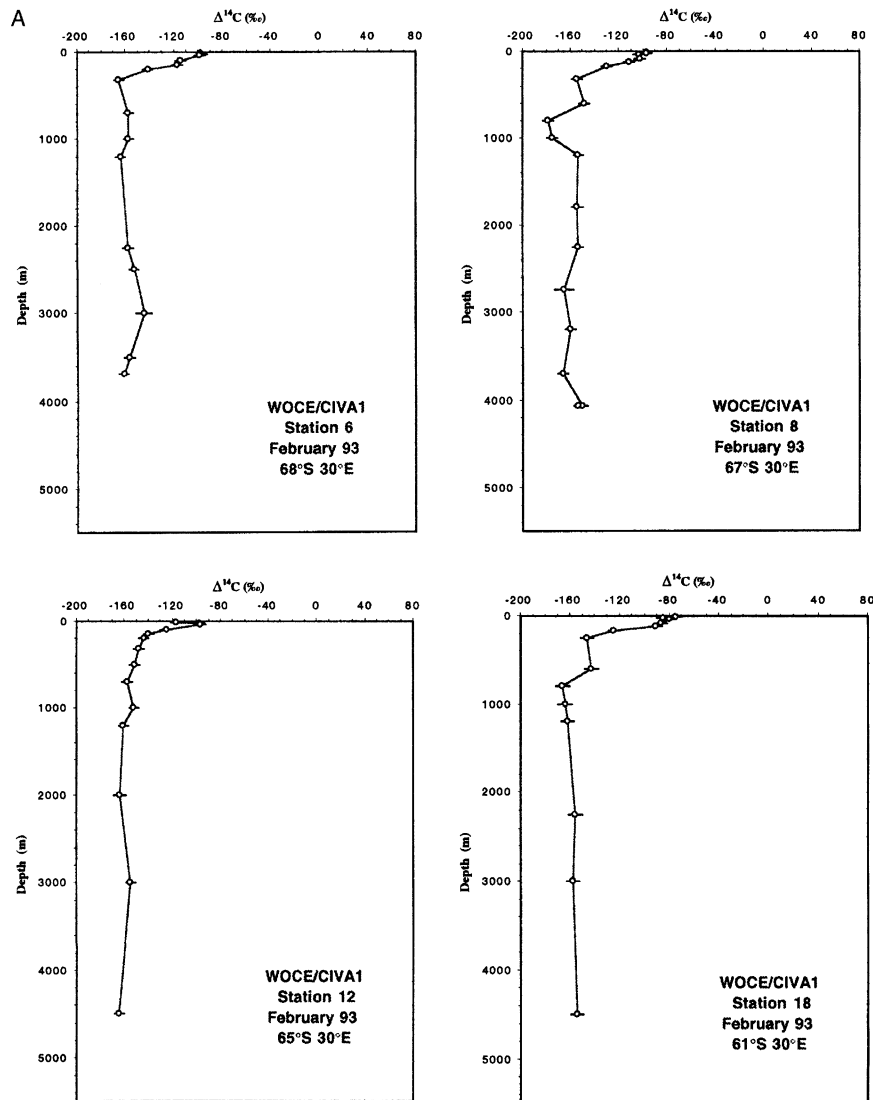 A
Δ¹⁴C (‰)
-200 -160 -120 -80 -40 0 40 80
0
1000
2000
3000
4000
5000
Depth (m)
WOCE/CIVA1
Station 6
February 93
68°S 30°E
Δ¹⁴C (‰)
-200 -160 -120 -80 -40 0 40 80
0
1000
2000
3000
4000
5000
Depth (m)
WOCE/CIVA1
Station 8
February 93
67°S 30°E
Δ¹⁴C (‰)
-200 -160 -120 -80 -40 0 40 80
0
1000
2000
3000
4000
5000
Depth (m)
WOCE/CIVA1
Station 12
February 93
65°S 30°E
Δ¹⁴C (‰)
-200 -160 -120 -80 -40 0 40 80
0
1000
2000
3000
4000
5000
Depth (m)
WOCE/CIVA1
Station 18
February 93
61°S 30°E